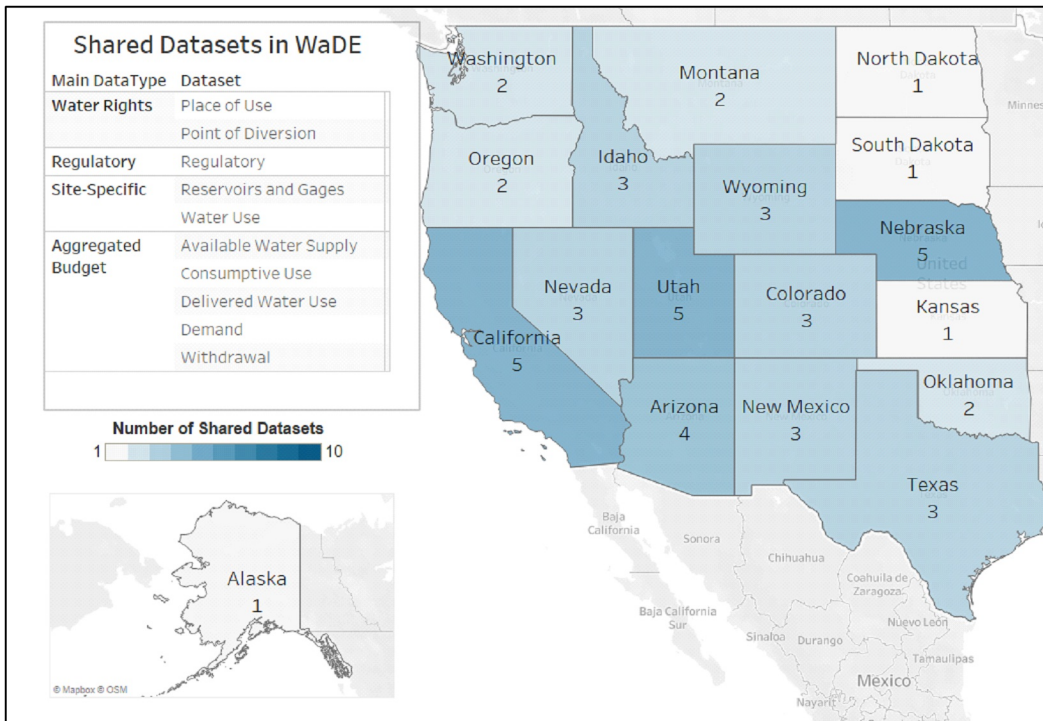 Shared Datasets in WaDE
Main DataType Dataset
Water Rights Place of Use
Point of Diversion
Regulatory Regulatory
Site-Specific Reservoirs and Gages
Water Use
Aggregated Budget Available Water Supply
Consumptive Use
Delivered Water Use
Demand
Withdrawal
Number of Shared Datasets
1 10
Alaska
1
© Mapbox © OSM
Washington
2
Montana
2
North Dakota
1
Minnes
Oregon
2
Idaho
3
Wyoming
3
South Dakota
1
Nebraska
5
United
States
California
5
Nevada
3
Utah
5
Colorado
3
Kansas
1
Arizona
4
New Mexico
3
Oklahoma
2
Texas
3
Baja
California
Sonora
Chihuahua
Coahuila de
Zaragoza
Baja California
Sur
Nuevo León
Sinaloa
Durango
Tamaulipas
Mexico
Nayarit